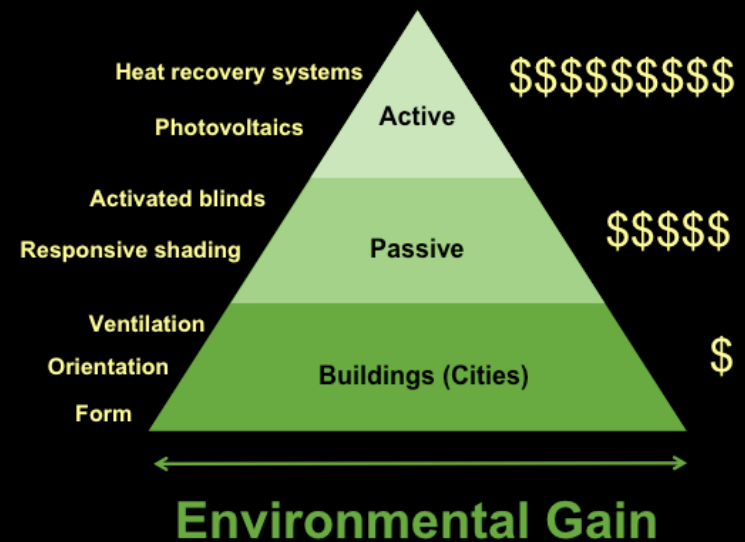 Heat recovery systems
$$$$$$$$$
Active
Photovoltaics
Activated blinds
$$$$$
Passive
Responsive shading
Ventilation
$
Orientation
Buildings (Cities)
Form
Environmental Gain